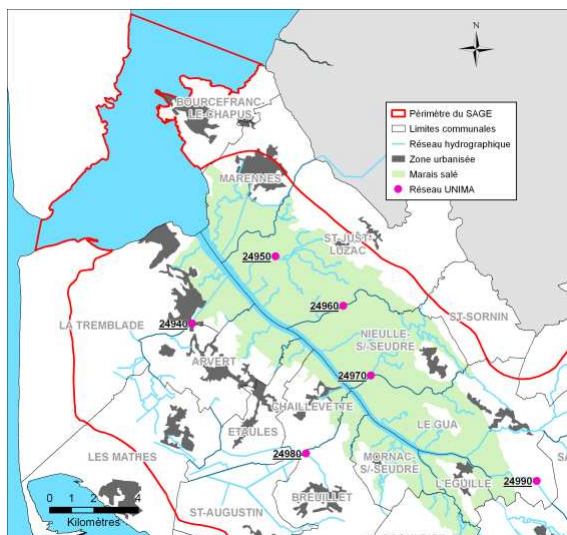 N
BOURCEFRANC-
LE-CHAPUS
Périmètre du SAGE
Limites communales
Réseau hydrographique
Zone urbanisée
Marais salé
Réseau UNIMA
MARENNES
ST-JUST-
LUZAC
24950
24960
ST-SORNIN
LA TREMBLADE
24940
NIEULLE-
S/-SEUDRE
ARVERT
24970
CHAILLEVETTE
ETAULES
LE GUA
LES MATHES
24980
MORNAC-
S/-SEUDRE
L'EGUILLE
24990
SA
BREUILLET
ST-AUGUSTIN
0 1 2 4
Kilomètres